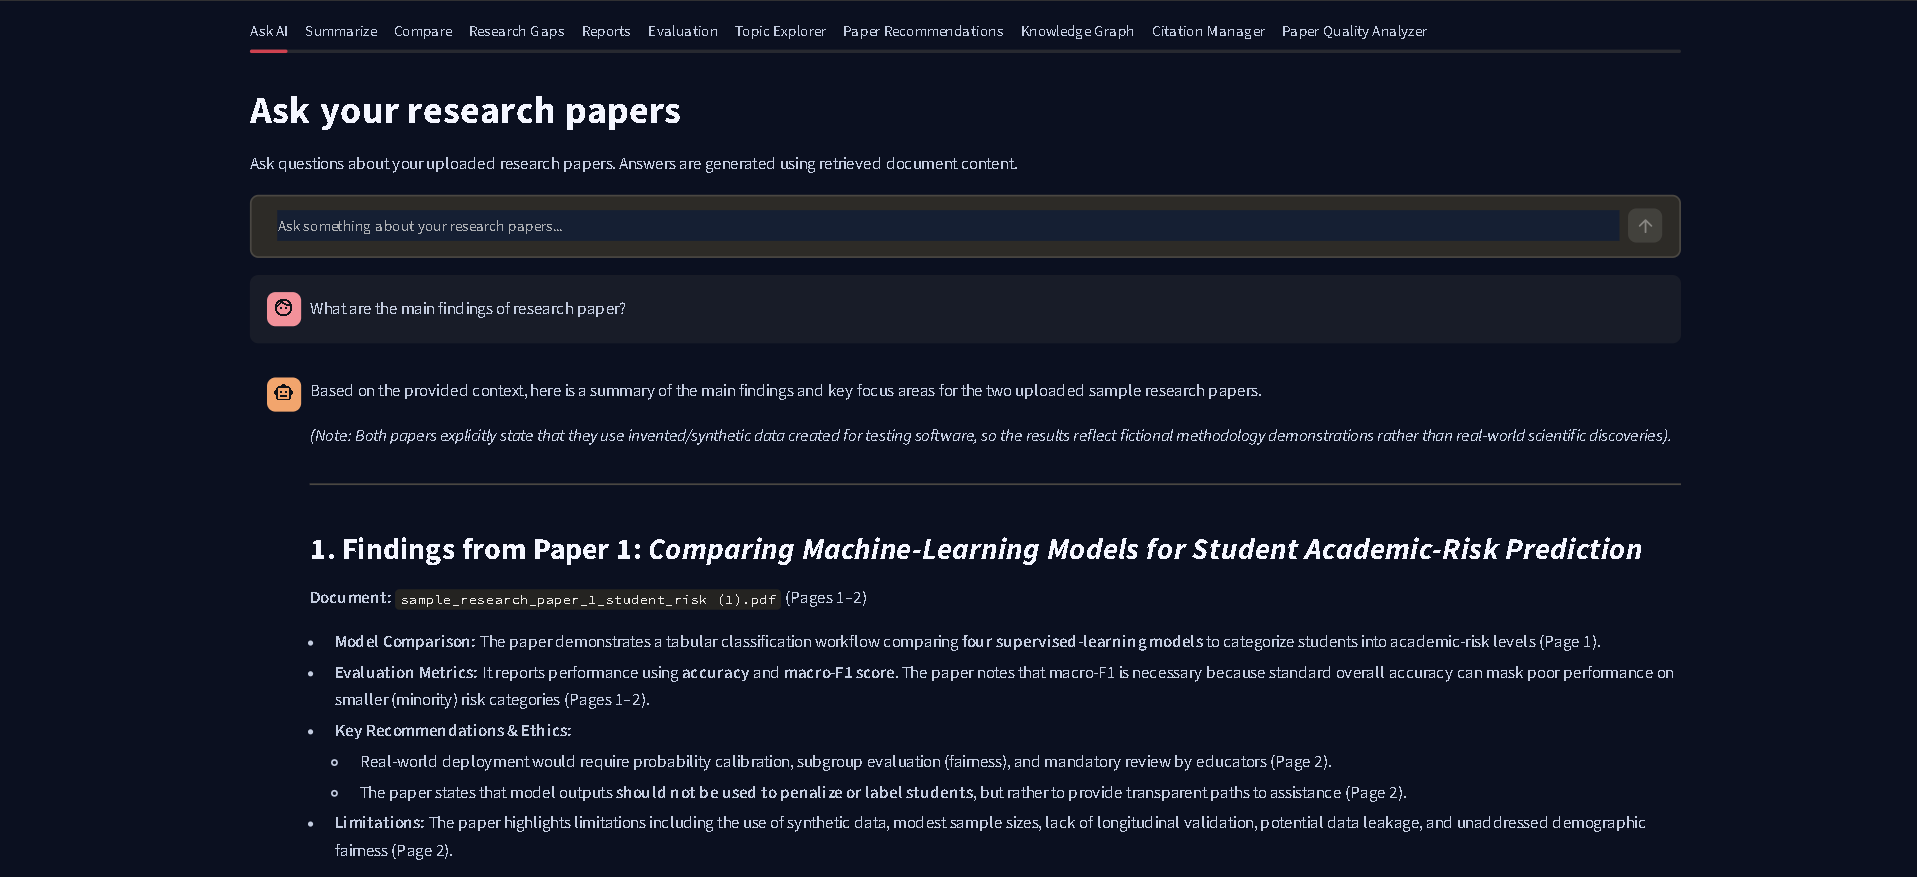 Ask AI Summarize Compare Research Gaps Reports Evaluation Topic Explorer Paper Recommendations Knowledge Graph Citation Manager Paper Quality Analyzer
Ask your research papers
Ask questions about your uploaded research papers. Answers are generated using retrieved document content.
Ask something about your research papers...
What are the main findings of research paper?
Based on the provided context, here is a summary of the main findings and key focus areas for the two uploaded sample research papers.
(Note: Both papers explicitly state that they use invented/synthetic data created for testing software, so the results reflect fictional methodology demonstrations rather than real-world scientific discoveries).
1. Findings from Paper 1: Comparing Machine-Learning Models for Student Academic-Risk Prediction
Document: sample_research_paper_1_student_risk (1).pdf (Pages 1–2)
• Model Comparison: The paper demonstrates a tabular classification workflow comparing four supervised-learning models to categorize students into academic-risk levels (Page 1).
• Evaluation Metrics: It reports performance using accuracy and macro-F1 score. The paper notes that macro-F1 is necessary because standard overall accuracy can mask poor performance on
smaller (minority) risk categories (Pages 1–2).
• Key Recommendations & Ethics:
◦ Real-world deployment would require probability calibration, subgroup evaluation (fairness), and mandatory review by educators (Page 2).
◦ The paper states that model outputs should not be used to penalize or label students, but rather to provide transparent paths to assistance (Page 2).
• Limitations: The paper highlights limitations including the use of synthetic data, modest sample sizes, lack of longitudinal validation, potential data leakage, and unaddressed demographic
fairness (Page 2).